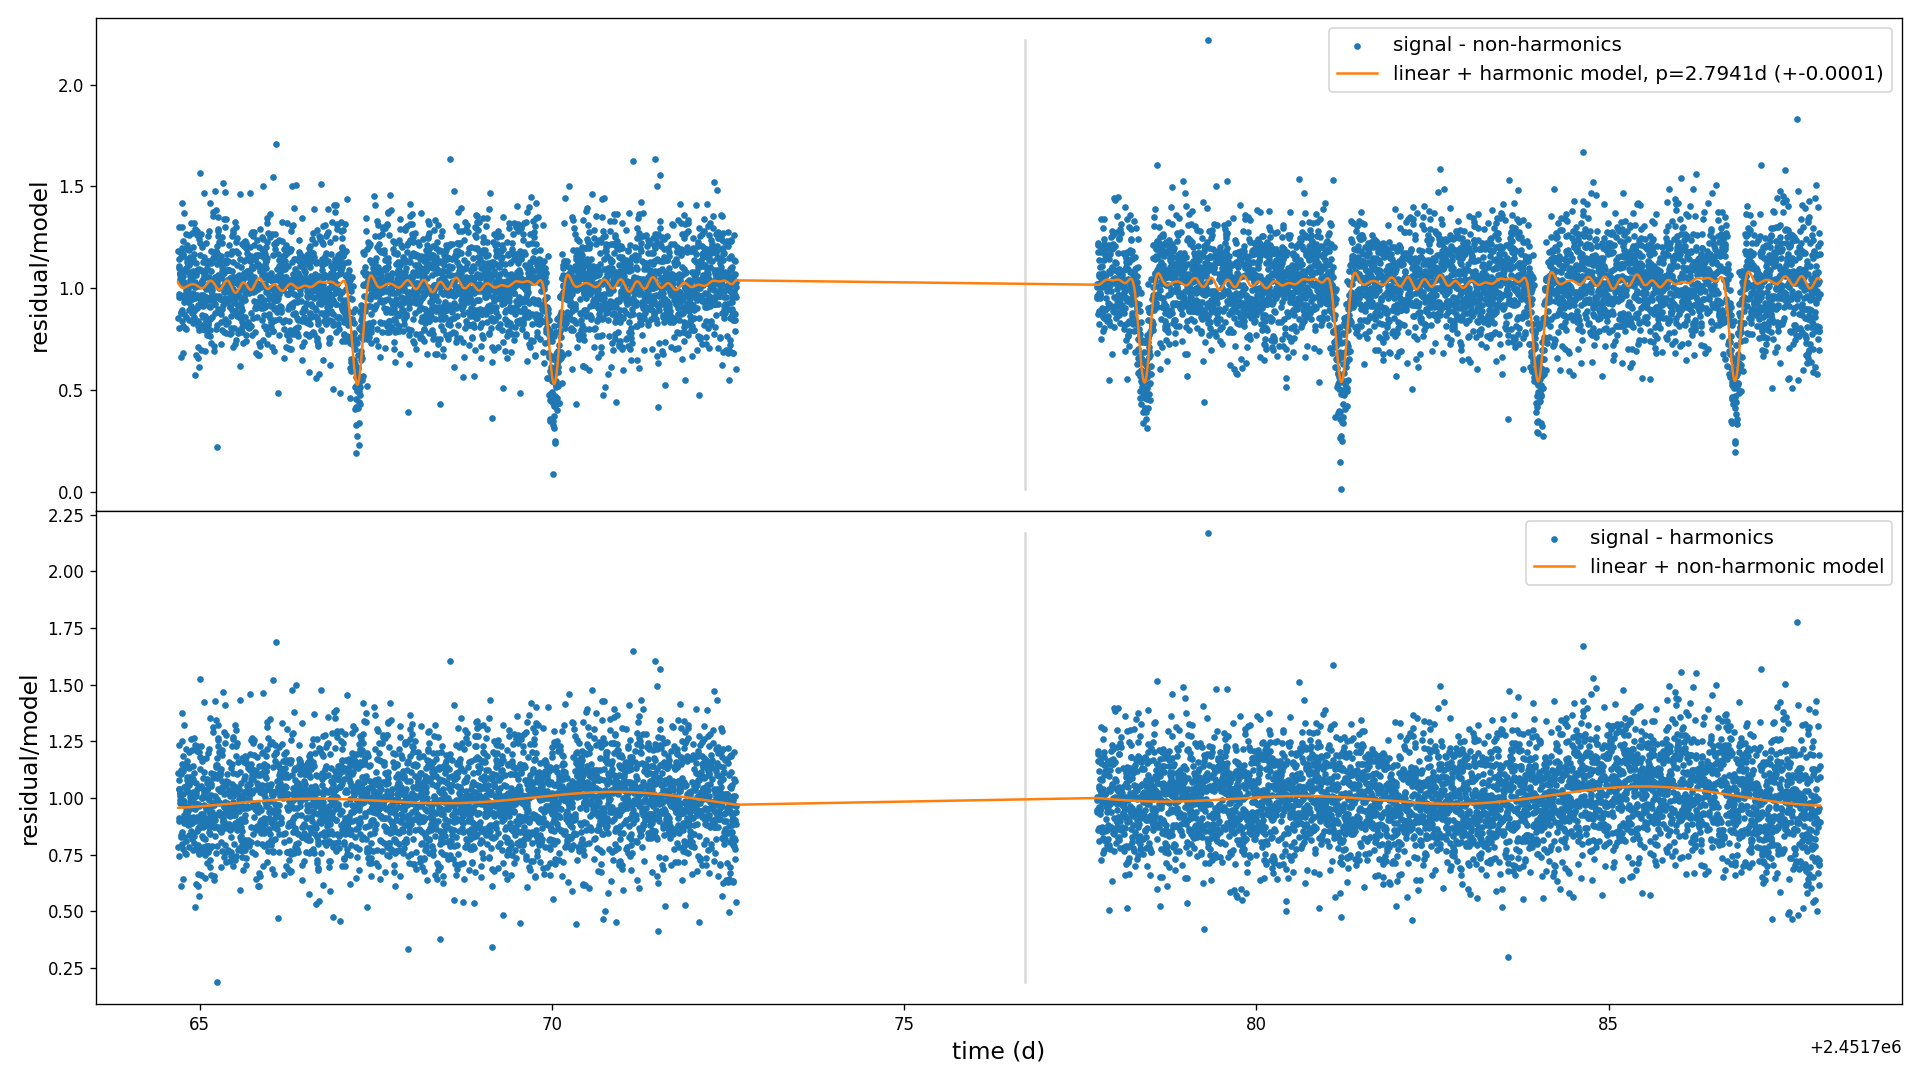 signal - non-harmonics
linear + harmonic model, p=2.7941d (+-0.0001)
residual/model
2.0
1.5
1.0
0.5
0.0
signal - harmonics
linear + non-harmonic model
residual/model
2.25
2.00
1.75
1.50
1.25
1.00
0.75
0.50
0.25
65
70
75
80
85
time (d)
+2.4517e6